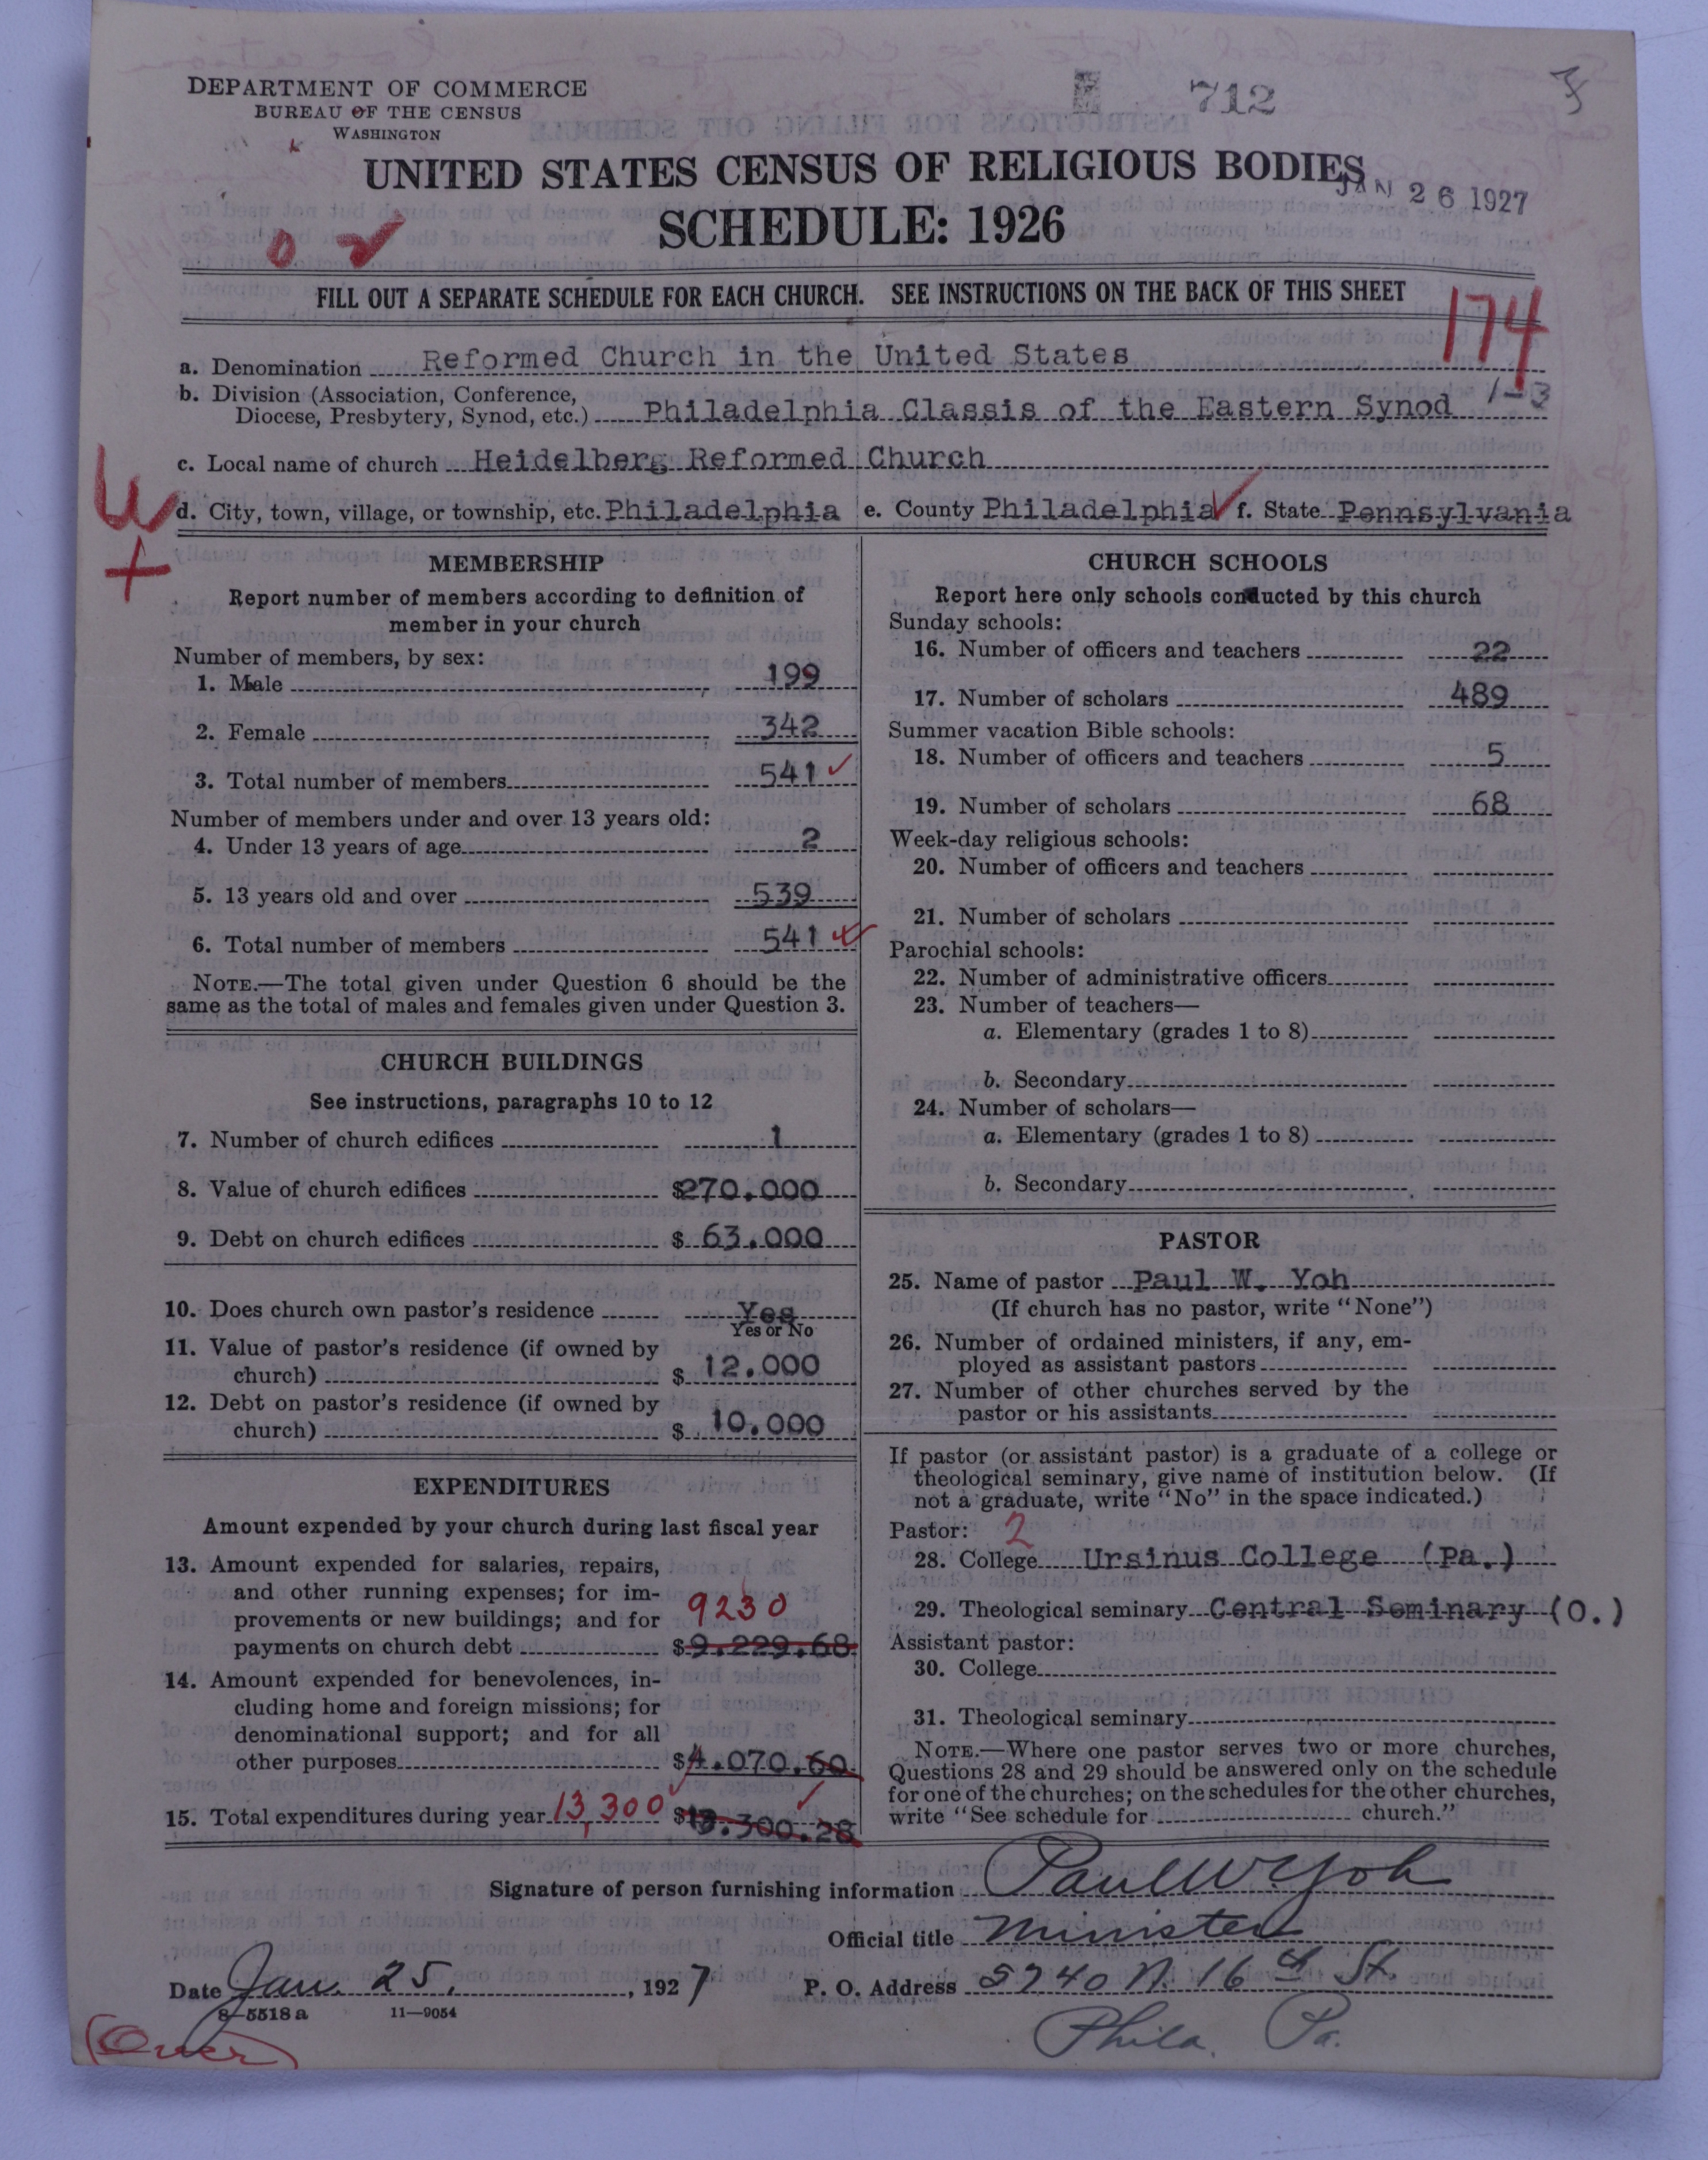 DEPARTMENT OF COMMERCE
BUREAU OF THE CENSUS
WASHINGTON
712
UNITED STATES CENSUS OF RELIGIOUS BODIES
JAN 26 1927
SCHEDULE: 1926
FILL OUT A SEPARATE SCHEDULE FOR EACH CHURCH. SEE INSTRUCTIONS ON THE BACK OF THIS SHEET
174
a. Denomination Reformed Church in the United States
1-3
b. Division (Association, Conference,
Diocese, Presbytery, Synod, etc.) Philadelphia Classis of the Eastern Synod
c. Local name of church Heidelberg Reformed Church
d. City, town, village, or township, etc. Philadelphia e. County Philadelphia f. State Pennsylvania
MEMBERSHIP
Report number of members according to definition of
member in your church
Number of members, by sex:
1. Male 199
2. Female 342
3. Total number of members 541
Number of members under and over 13 years old:
4. Under 13 years of age 2
5. 13 years old and over 539
6. Total number of members 541
NOTE.—The total given under Question 6 should be the
same as the total of males and females given under Question 3.
CHURCH BUILDINGS
See instructions, paragraphs 10 to 12
7. Number of church edifices 1
8. Value of church edifices $270.000
9. Debt on church edifices $ 63.000
10. Does church own pastor's residence Yes
Yes or No
11. Value of pastor's residence (if owned by
church) $ 12.000
12. Debt on pastor's residence (if owned by
church) $ 10.000
EXPENDITURES
Amount expended by your church during last fiscal year
13. Amount expended for salaries, repairs,
and other running expenses; for im-
provements or new buildings; and for 9230
payments on church debt $9.229.68
14. Amount expended for benevolences, in-
cluding home and foreign missions; for
denominational support; and for all
other purposes $4.070.60
15. Total expenditures during year 13,300 $13.300.28
CHURCH SCHOOLS
Report here only schools conducted by this church
Sunday schools:
16. Number of officers and teachers 22
17. Number of scholars 489
Summer vacation Bible schools:
18. Number of officers and teachers 5
19. Number of scholars 68
Week-day religious schools:
20. Number of officers and teachers
21. Number of scholars
Parochial schools:
22. Number of administrative officers
23. Number of teachers—
a. Elementary (grades 1 to 8)
b. Secondary
24. Number of scholars—
a. Elementary (grades 1 to 8)
b. Secondary
PASTOR
25. Name of pastor Paul W. Yoh
(If church has no pastor, write "None")
26. Number of ordained ministers, if any, em-
ployed as assistant pastors
27. Number of other churches served by the
pastor or his assistants
If pastor (or assistant pastor) is a graduate of a college or
theological seminary, give name of institution below. (If
not a graduate, write "No" in the space indicated.)
Pastor: 2
28. College Ursinus College (Pa.)
29. Theological seminary Central Seminary (O.)
Assistant pastor:
30. College
31. Theological seminary
NOTE.—Where one pastor serves two or more churches,
Questions 28 and 29 should be answered only on the schedule
for one of the churches; on the schedules for the other churches,
write "See schedule for church."
Signature of person furnishing information Paul W Yoh
Official title Minister
Date Jan. 25, 1927 P. O. Address 5740 N. 16th St.
8—5518a 11—9054
Phila. Pa.
(Over)